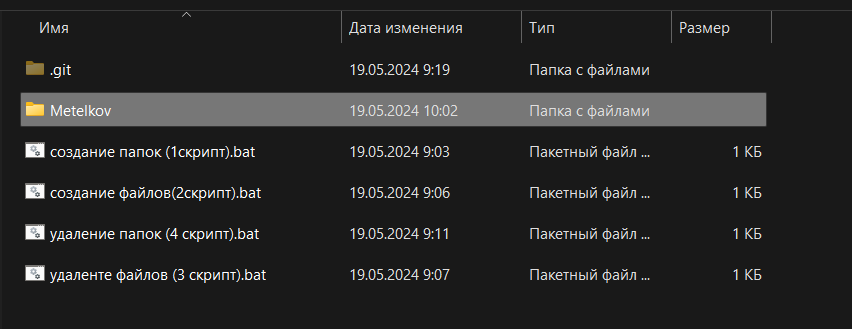 Имя Дата изменения Тип Размер
.git 19.05.2024 9:19 Папка с файлами
Metelkov 19.05.2024 10:02 Папка с файлами
создание папок (1скрипт).bat 19.05.2024 9:03 Пакетный файл ... 1 КБ
создание файлов(2скрипт).bat 19.05.2024 9:06 Пакетный файл ... 1 КБ
удаление папок (4 скрипт).bat 19.05.2024 9:11 Пакетный файл ... 1 КБ
удаленте файлов (3 скрипт).bat 19.05.2024 9:07 Пакетный файл ... 1 КБ